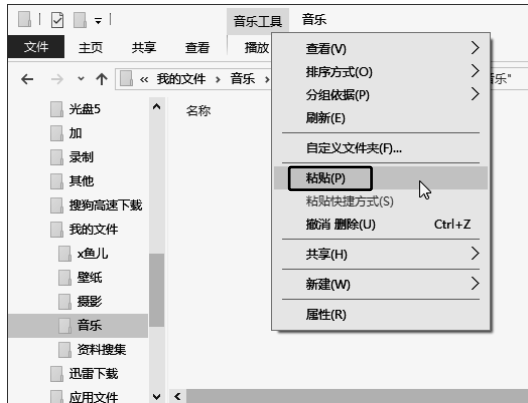 音乐工具 音乐
文件 主页 共享 查看 播放
« 我的文件 › 音乐 ›
乐"
名称
光盘5
加
录制
其他
搜狗高速下载
我的文件
x鱼儿
壁纸
摄影
音乐
资料搜集
迅雷下载
应用文件
查看(V)
排序方式(O)
分组依据(P)
刷新(E)
自定义文件夹(F)...
粘贴(P)
粘贴快捷方式(S)
撤消 删除(U) Ctrl+Z
共享(H)
新建(W)
属性(R)